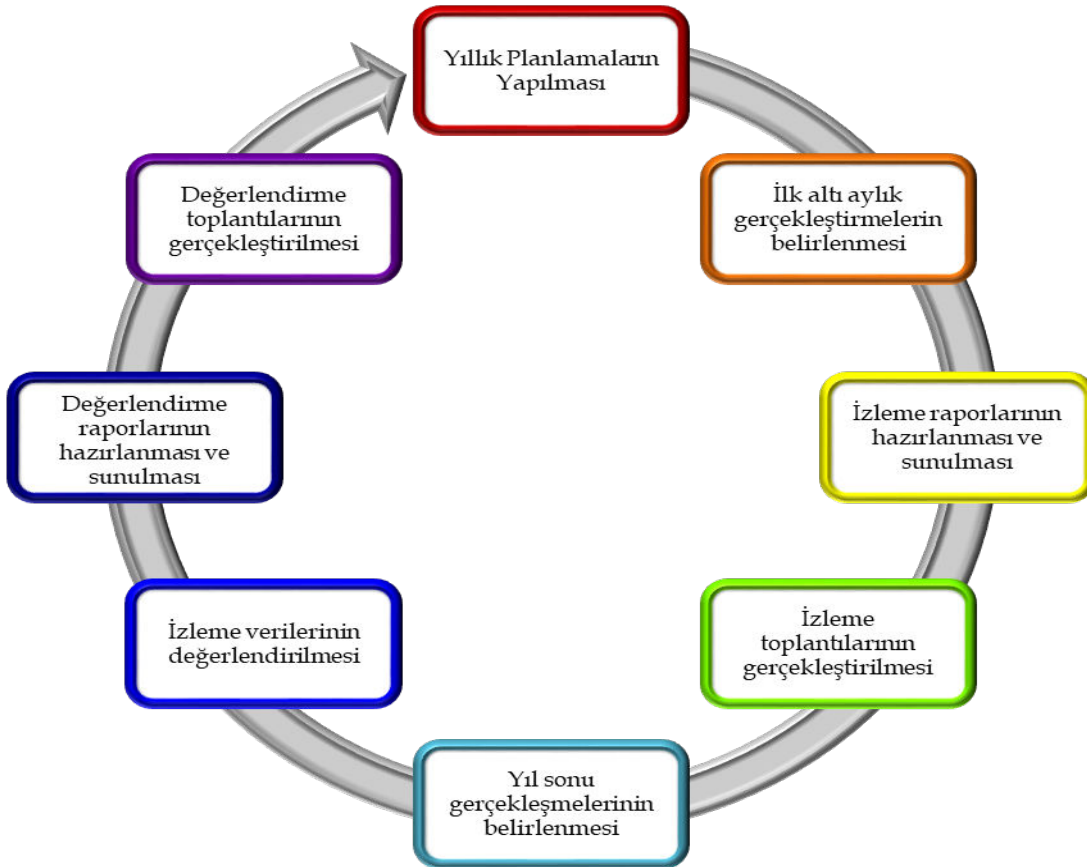 Yıllık Planlamaların
Yapılması
İlk altı aylık
gerçekleştirmelerin
belirlenmesi
İzleme raporlarının
hazırlanması ve
sunulması
İzleme
toplantılarının
gerçekleştirilmesi
Yıl sonu
gerçekleşmelerinin
belirlenmesi
İzleme verilerinin
değerlendirilmesi
Değerlendirme
raporlarının
hazırlanması ve
sunulması
Değerlendirme
toplantılarının
gerçekleştirilmesi